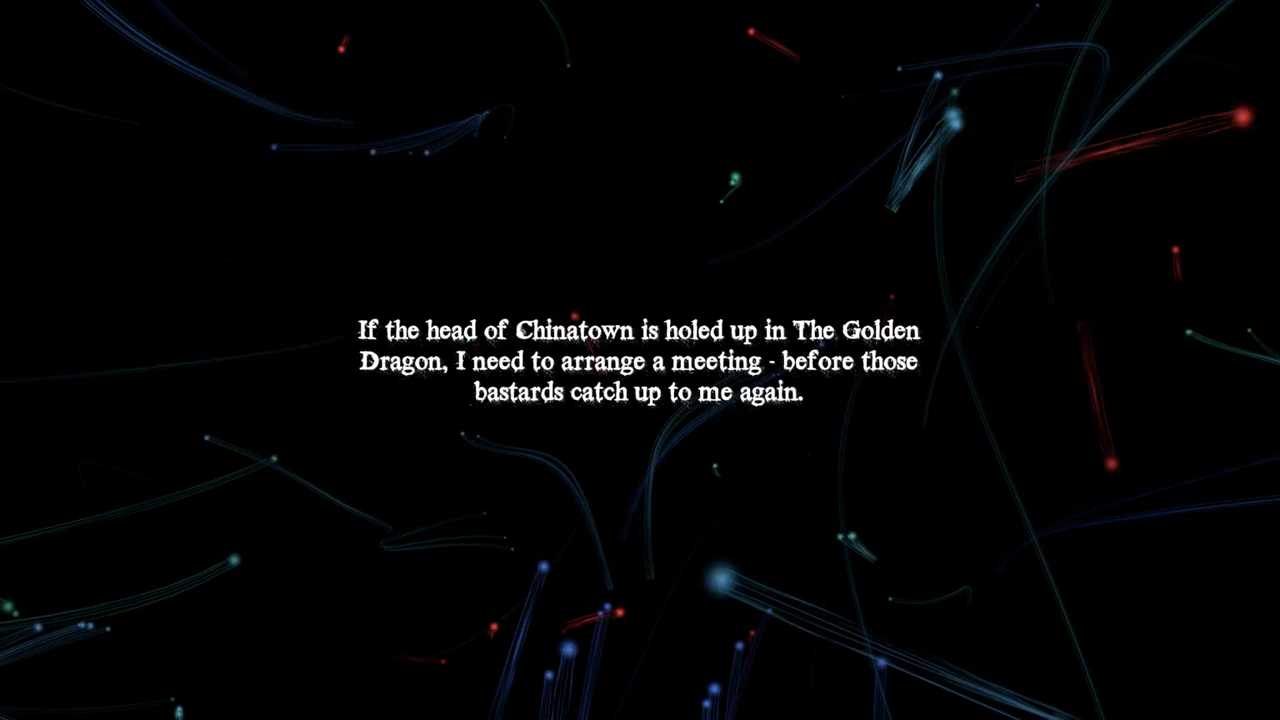 If the head of Chinatown is holed up in The Golden
Dragon, I need to arrange a meeting - before those
bastards catch up to me again.